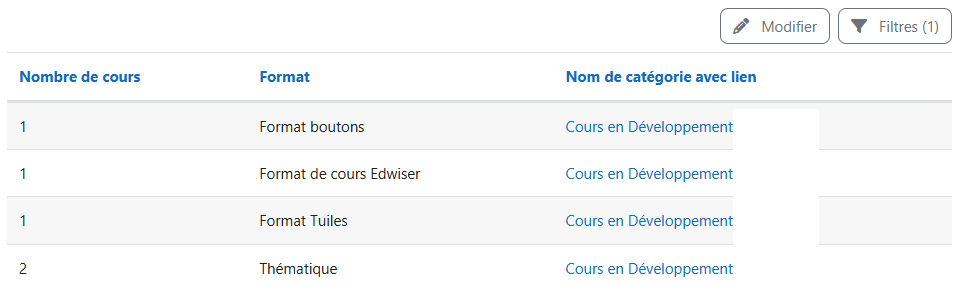 Modifier Filtres (1)
Nombre de cours Format Nom de catégorie avec lien
1 Format boutons Cours en Développement
1 Format de cours Edwiser Cours en Développement
1 Format Tuiles Cours en Développement
2 Thématique Cours en Développement